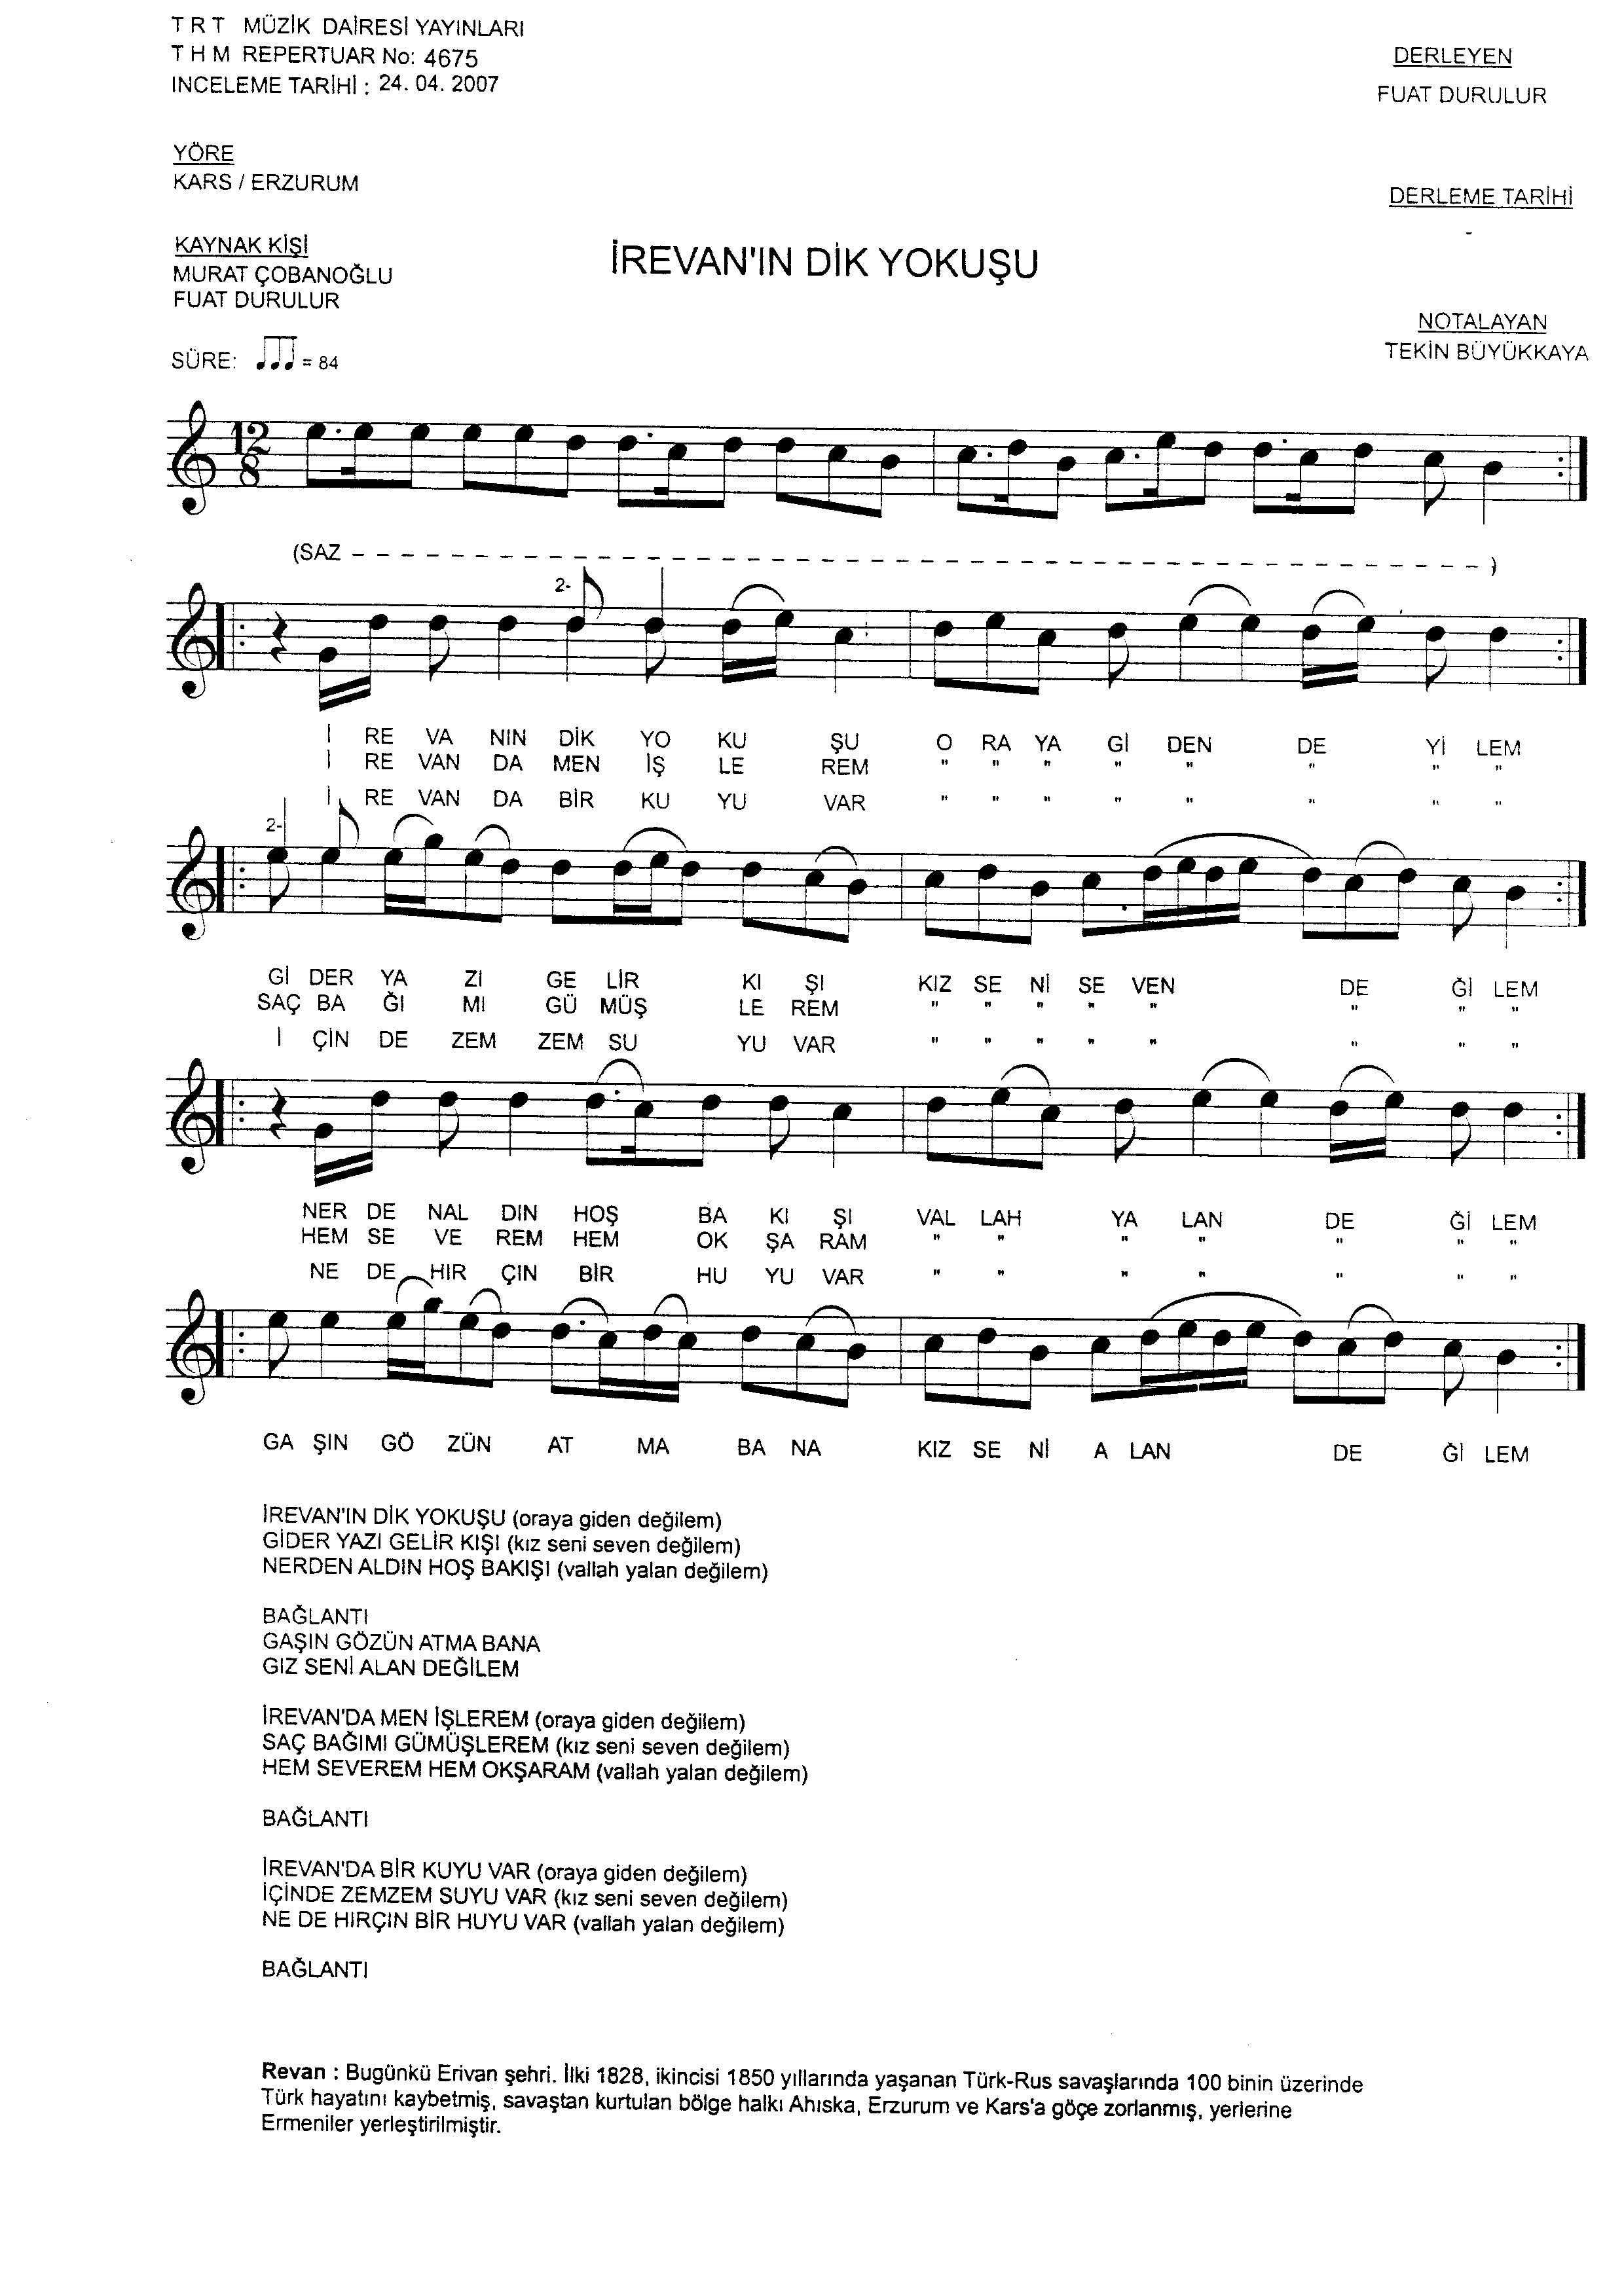 T R T MÜZİK DAİRESİ YAYINLARI
T H M REPERTUAR No: 4675
INCELEME TARİHİ : 24. 04. 2007
DERLEYEN
FUAT DURULUR
YÖRE
KARS / ERZURUM
DERLEME TARİHİ
-
KAYNAK KİŞİ
MURAT ÇOBANOĞLU
FUAT DURULUR
İREVAN'IN DİK YOKUŞU
NOTALAYAN
TEKİN BÜYÜKKAYA
SÜRE: = 84
12
8
(SAZ - - - - - - - - - - - - - - - - - - - - )
2-
İ RE VA NIN DİK YO KU ŞU O RA YA Gİ DEN DE Yİ LEM
İ RE VAN DA MEN İŞ LE REM " " " " " " " "
İ RE VAN DA BİR KU YU VAR " " " " " " " "
2-
Gİ DER YA ZI GE LİR KI ŞI KIZ SE Nİ SE VEN DE Ğİ LEM
SAÇ BA ĞI MI GÜ MÜŞ LE REM " " " " " " " "
İ ÇİN DE ZEM ZEM SU YU VAR " " " " " " " "
NER DE NAL DIN HOŞ BA KI ŞI VAL LAH YA LAN DE Ğİ LEM
HEM SE VE REM HEM OK ŞA RAM " " " " " " "
NE DE HIR ÇIN BİR HU YU VAR " " " " " " "
GA ŞIN GÖ ZÜN AT MA BA NA KIZ SE Nİ A LAN DE Ğİ LEM
İREVAN'IN DİK YOKUŞU (oraya giden değilem)
GİDER YAZI GELİR KIŞI (kız seni seven değilem)
NERDEN ALDIN HOŞ BAKIŞI (vallah yalan değilem)
BAĞLANTI
GAŞIN GÖZÜN ATMA BANA
GIZ SENİ ALAN DEĞİLEM
İREVAN'DA MEN İŞLEREM (oraya giden değilem)
SAÇ BAĞIMI GÜMÜŞLEREM (kız seni seven değilem)
HEM SEVEREM HEM OKŞARAM (vallah yalan değilem)
BAĞLANTI
İREVAN'DA BİR KUYU VAR (oraya giden değilem)
İÇİNDE ZEMZEM SUYU VAR (kız seni seven değilem)
NE DE HIRÇIN BİR HUYU VAR (vallah yalan değilem)
BAĞLANTI
Revan : Bugünkü Erivan şehri. İlki 1828, ikincisi 1850 yıllarında yaşanan Türk-Rus savaşlarında 100 binin üzerinde
Türk hayatını kaybetmiş, savaştan kurtulan bölge halkı Ahıska, Erzurum ve Kars'a göçe zorlanmış, yerlerine
Ermeniler yerleştirilmiştir.